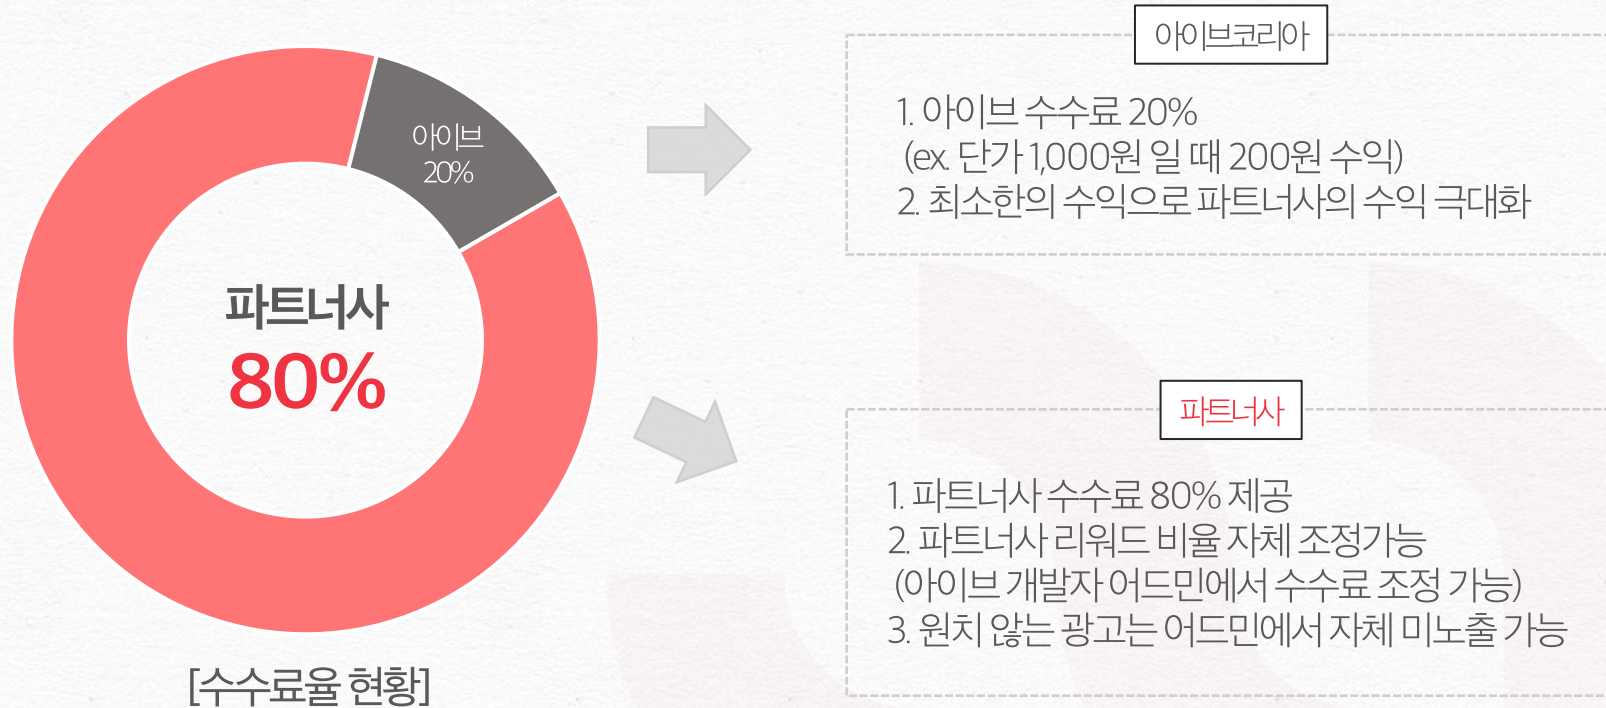 아이브
20%
파트너사
80%
[수수료율 현황]
아이브코리아
1. 아이브 수수료 20%
(ex. 단가 1,000원 일 때 200원 수익)
2. 최소한의 수익으로 파트너사의 수익 극대화
파트너사
1. 파트너사 수수료 80% 제공
2. 파트너사 리워드 비율 자체 조정가능
(아이브 개발자 어드민에서 수수료 조정 가능)
3. 원치 않는 광고는 어드민에서 자체 미노출 가능